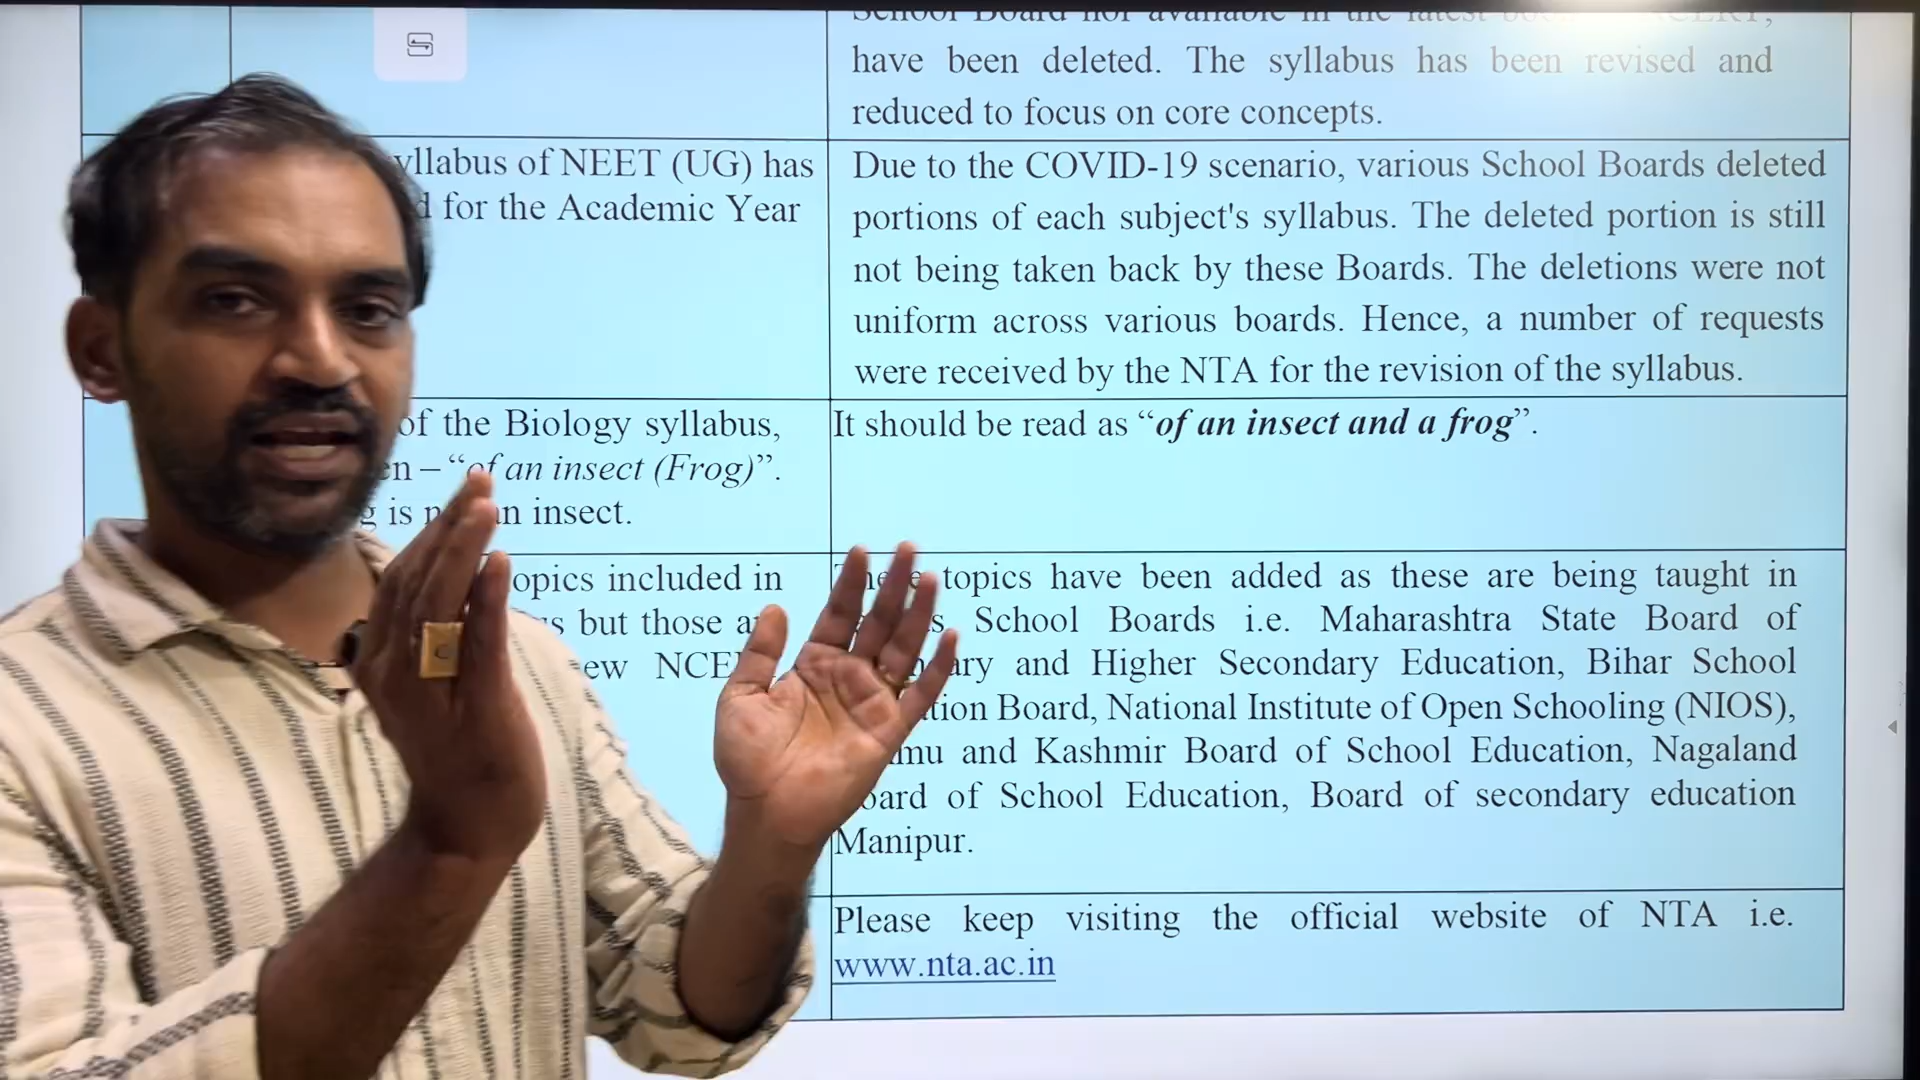 have been deleted. The syllabus has been revised and
reduced to focus on core concepts.
yllabus of NEET (UG) has
d for the Academic Year
Due to the COVID-19 scenario, various School Boards deleted
portions of each subject's syllabus. The deleted portion is still
not being taken back by these Boards. The deletions were not
uniform across various boards. Hence, a number of requests
were received by the NTA for the revision of the syllabus.
of the Biology syllabus,
en – “of an insect (Frog)”.
is an insect.
It should be read as “of an insect and a frog”.
opics included in
but those
ew
topics have been added as these are being taught in
School Boards i.e. Maharashtra State Board of
ary and Higher Secondary Education, Bihar School
tion Board, National Institute of Open Schooling (NIOS),
mu and Kashmir Board of School Education, Nagaland
oard of School Education, Board of secondary education
Manipur.
Please keep visiting the official website of NTA i.e.
www.nta.ac.in